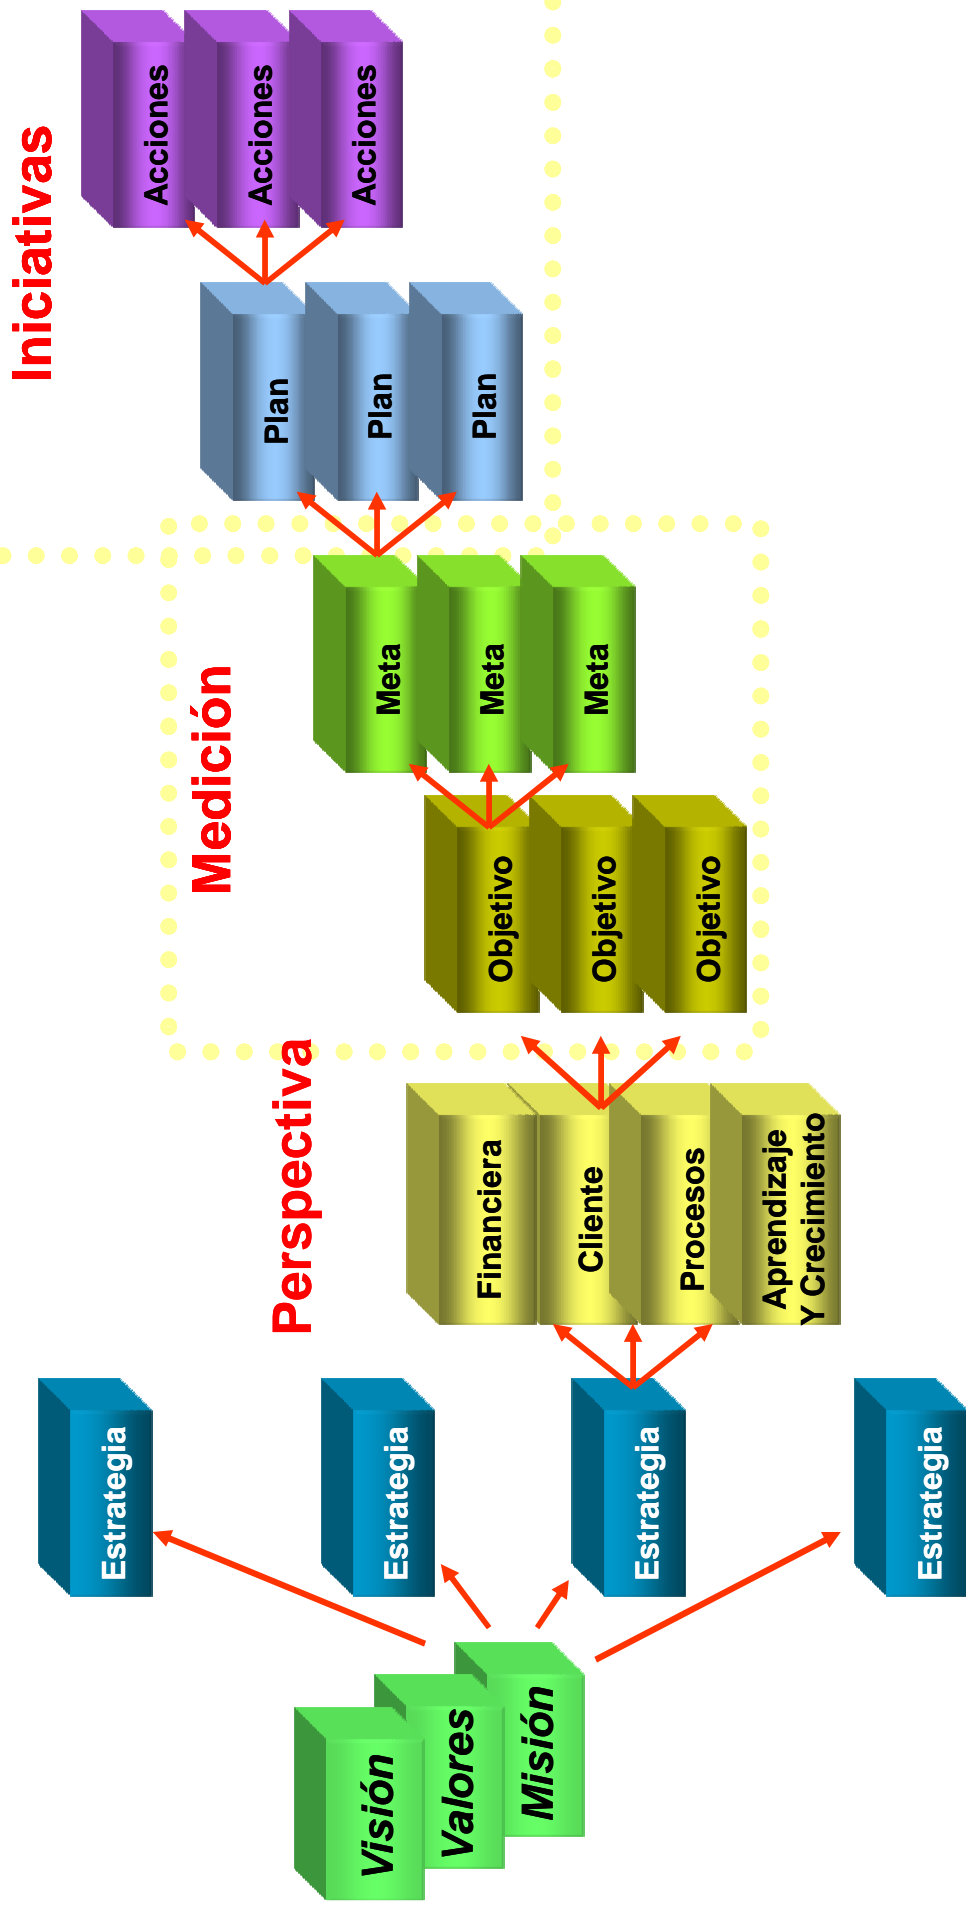 Visión
Valores
Misión
Estrategia
Estrategia
Estrategia
Estrategia
Perspectiva
Financiera
Cliente
Procesos
Aprendizaje
Y Crecimiento
Medición
Objetivo
Objetivo
Objetivo
Meta
Meta
Meta
Iniciativas
Plan
Plan
Plan
Acciones
Acciones
Acciones